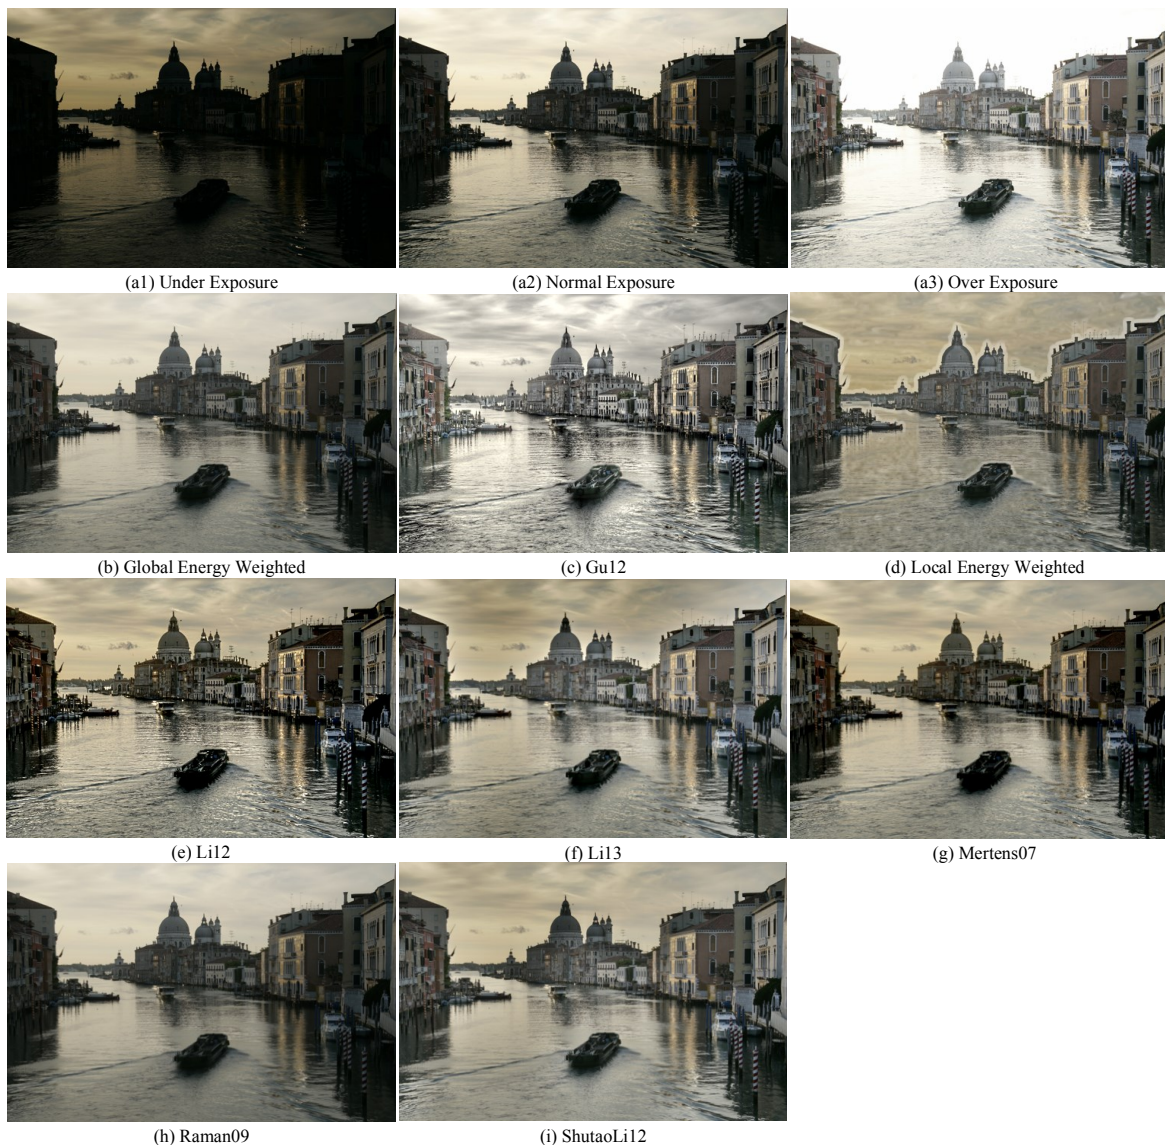 (a1) Under Exposure
(a2) Normal Exposure
(a3) Over Exposure
(b) Global Energy Weighted
(c) Gu12
(d) Local Energy Weighted
(e) Li12
(f) Li13
(g) Mertens07
(h) Raman09
(i) ShutaoLi12